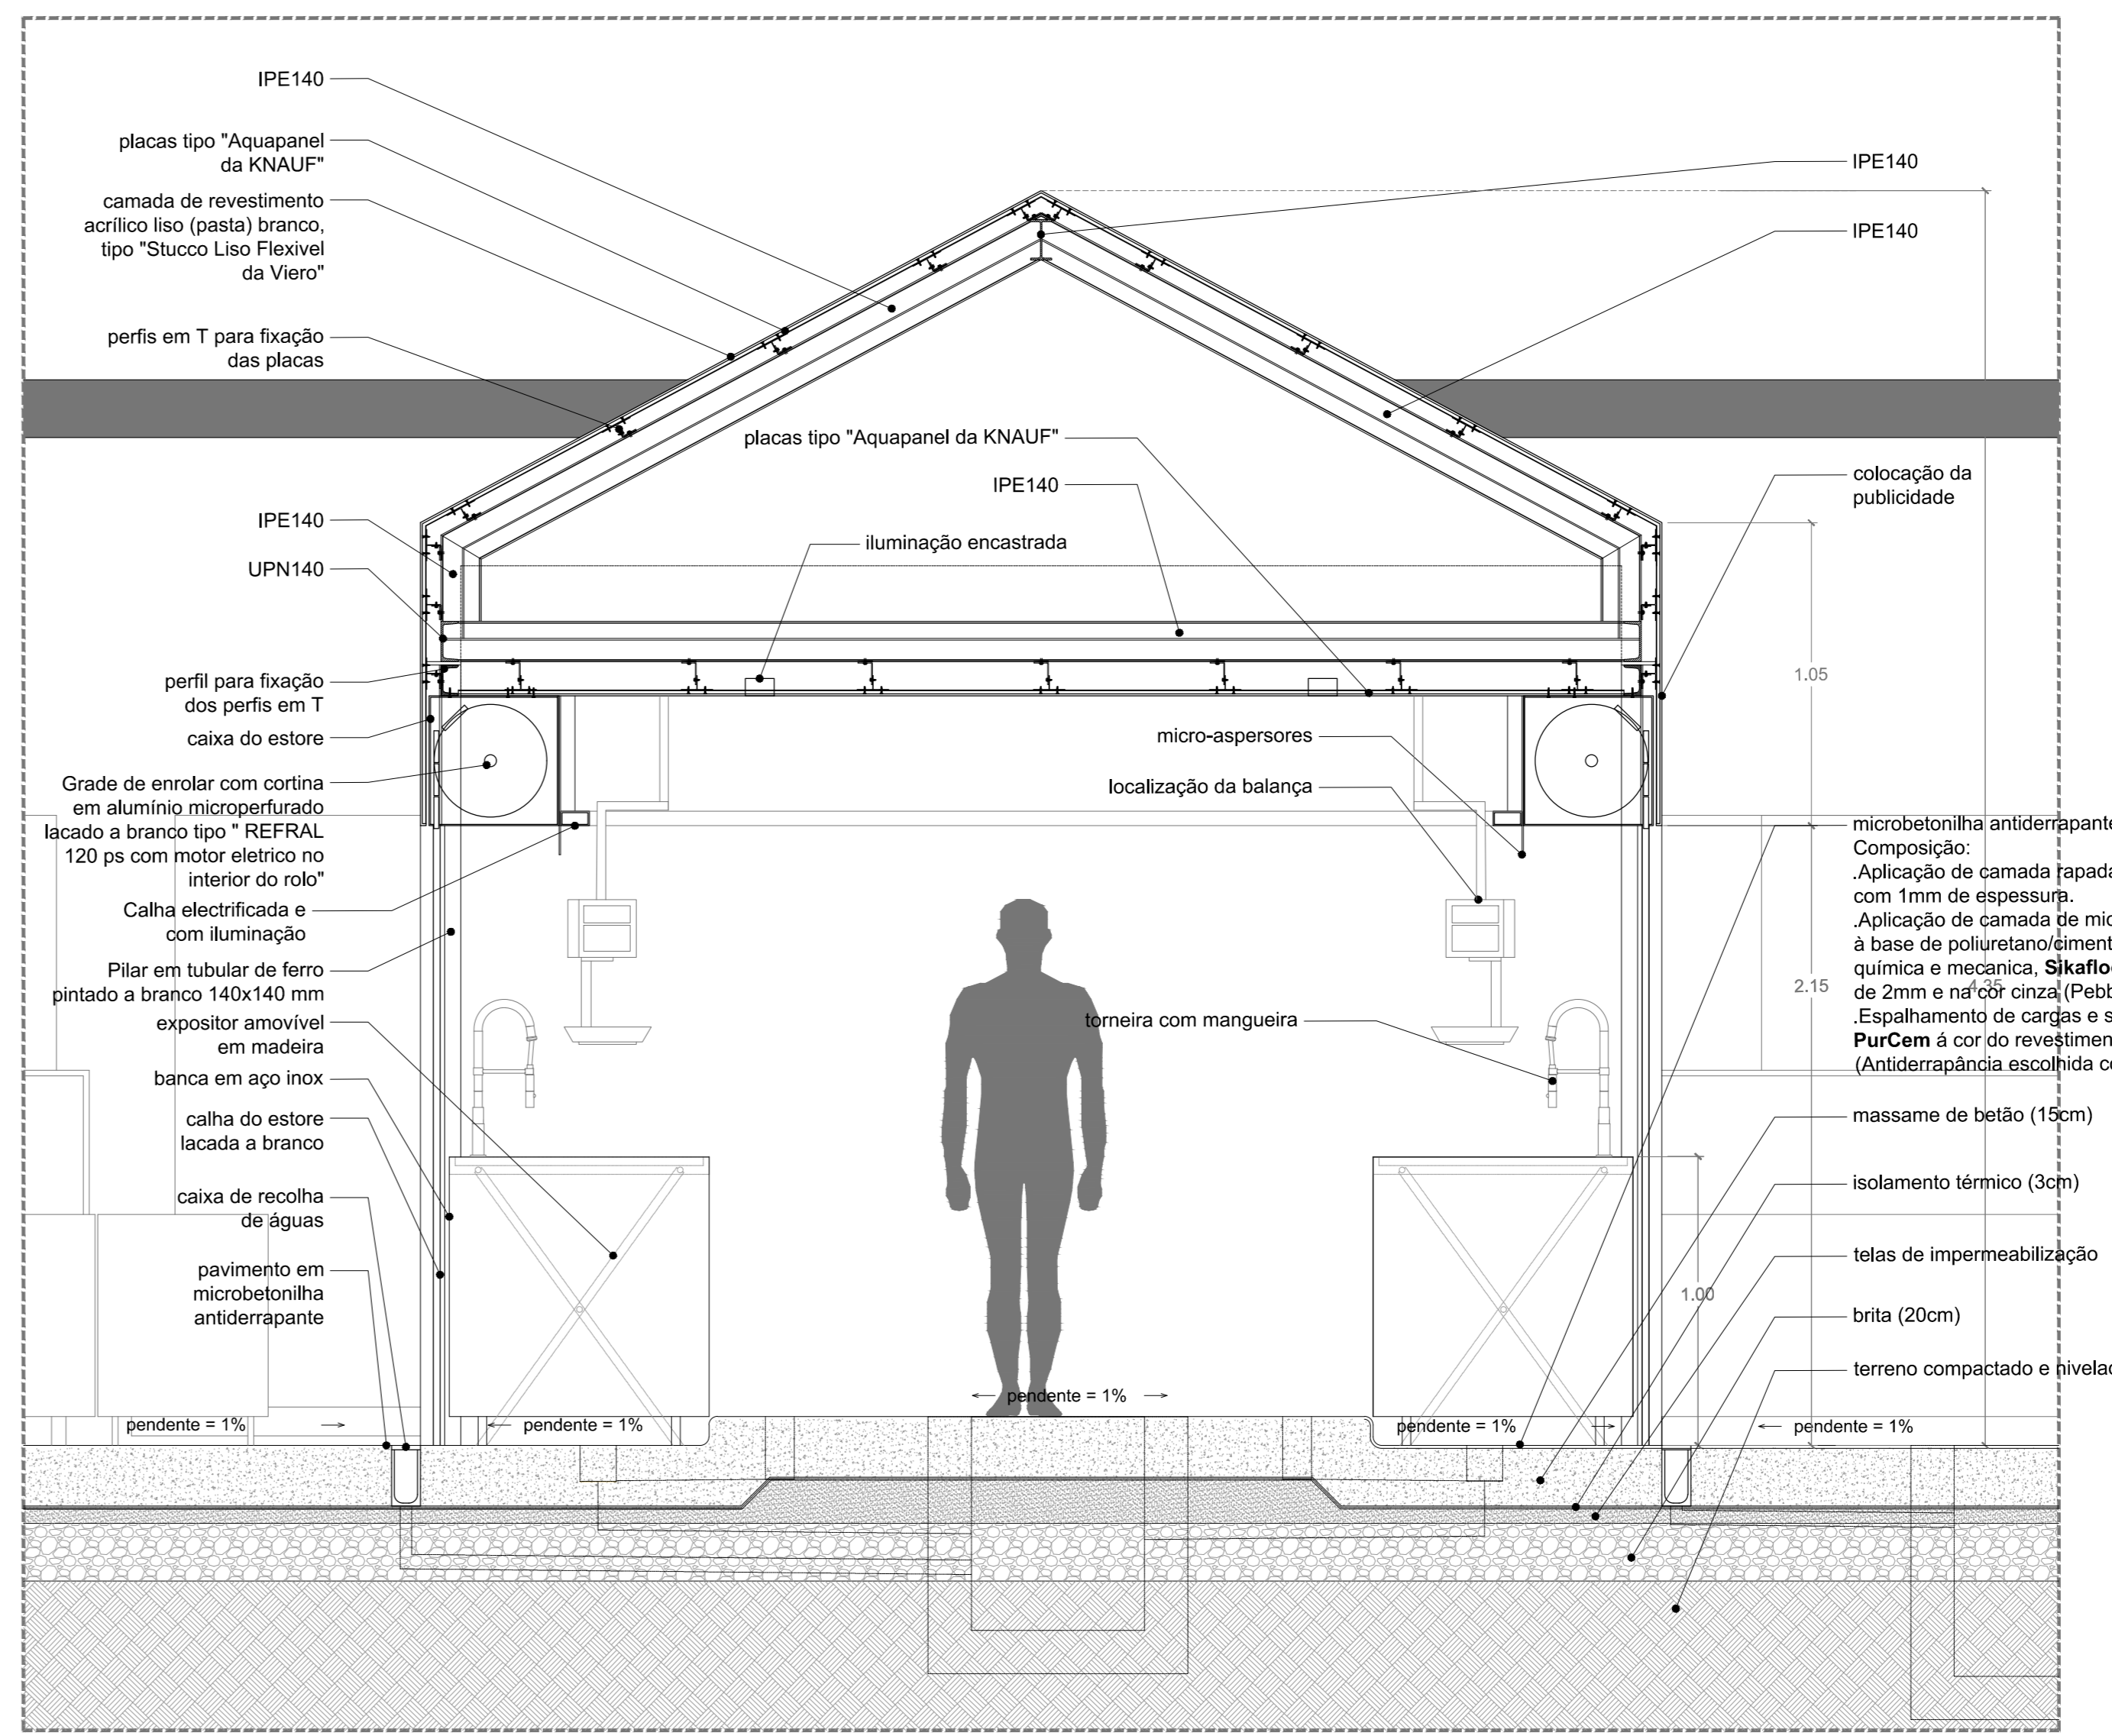 IPE140
placas tipo "Aquapanel
da KNAUF"
camada de revestimento
acrílico liso (pasta) branco,
tipo "Stucco Liso Flexivel
da Viero"
perfis em T para fixação
das placas
IPE140
UPN140
perfil para fixação
dos perfis em T
caixa do estore
Grade de enrolar com cortina
em alumínio microperfurado
lacado a branco tipo " REFRAL
120 ps com motor eletrico no
interior do rolo"
Calha electrificada e
com iluminação
Pilar em tubular de ferro
pintado a branco 140x140 mm
expositor amovível
em madeira
banca em aço inox
calha do estore
lacada a branco
caixa de recolha
de águas
pavimento em
microbetonilha
antiderrapante
placas tipo "Aquapanel da KNAUF"
IPE140
iluminação encastrada
micro-aspersores
localização da balança
torneira com mangueira
IPE140
IPE140
colocação da
publicidade
1.05
2.15
4.35
1.00
microbetonilha antiderrapante
Composição:
.Aplicação de camada rapada
com 1mm de espessura.
.Aplicação de camada de mic
à base de poliuretano/ciment
química e mecanica, Sikafloo
de 2mm e na cor cinza (Pebb
.Espalhamento de cargas e s
PurCem á cor do revestimen
(Antiderrapância escolhida co
massame de betão (15cm)
isolamento térmico (3cm)
telas de impermeabilização
brita (20cm)
terreno compactado e nivelad
pendente = 1%
pendente = 1%
pendente = 1%
pendente = 1%
pendente = 1%